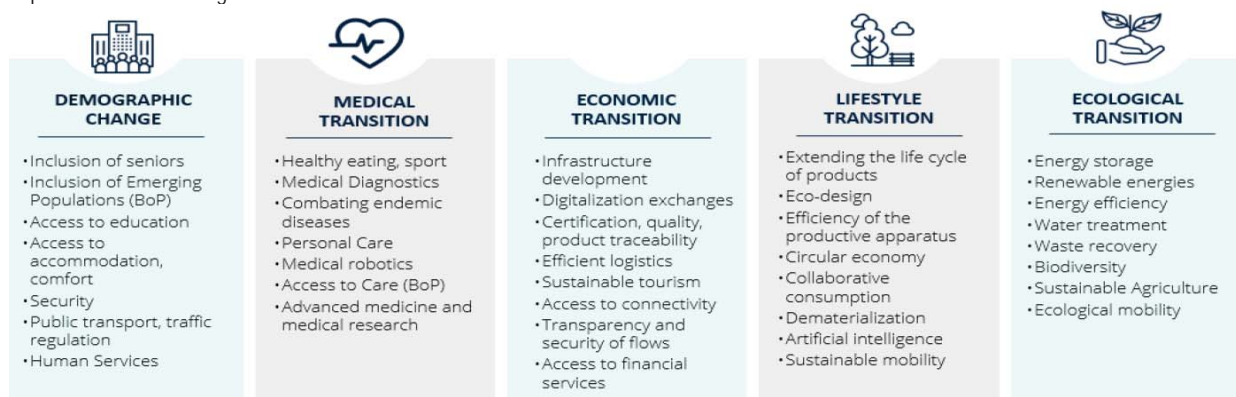 DEMOGRAPHIC
CHANGE
•Inclusion of seniors
•Inclusion of Emerging
Populations (BoP)
•Access to education
•Access to
accommodation,
comfort
•Security
•Public transport, traffic
regulation
•Human Services
MEDICAL
TRANSITION
•Healthy eating, sport
•Medical Diagnostics
•Combating endemic
diseases
•Personal Care
•Medical robotics
•Access to Care (BoP)
•Advanced medicine and
medical research
ECONOMIC
TRANSITION
•Infrastructure
development
•Digitalization exchanges
•Certification, quality,
product traceability
•Efficient logistics
•Sustainable tourism
•Access to connectivity
•Transparency and
security of flows
•Access to financial
services
LIFESTYLE
TRANSITION
•Extending the life cycle
of products
•Eco-design
•Efficiency of the
productive apparatus
•Circular economy
•Collaborative
consumption
•Dematerialization
•Artificial intelligence
•Sustainable mobility
ECOLOGICAL
TRANSITION
•Energy storage
•Renewable energies
•Energy efficiency
•Water treatment
•Waste recovery
•Biodiversity
•Sustainable Agriculture
•Ecological mobility